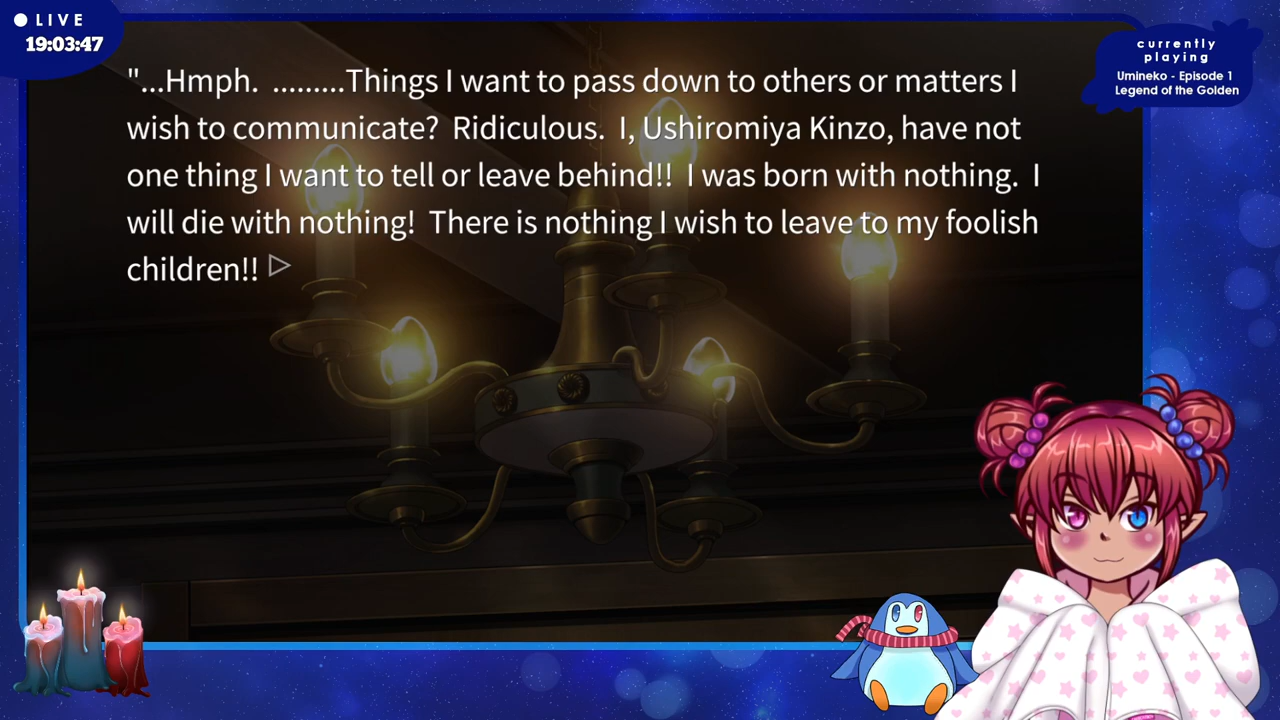 LIVE
19:03:47
"...Hmph.  .........Things I want to pass down to others or matters I
wish to communicate?  Ridiculous.  I, Ushiromiya Kinzo, have not
one thing I want to tell or leave behind!!  I was born with nothing.  I
will die with nothing!  There is nothing I wish to leave to my foolish
children!!
currently
playing
Umineko - Episode 1
Legend of the Golden